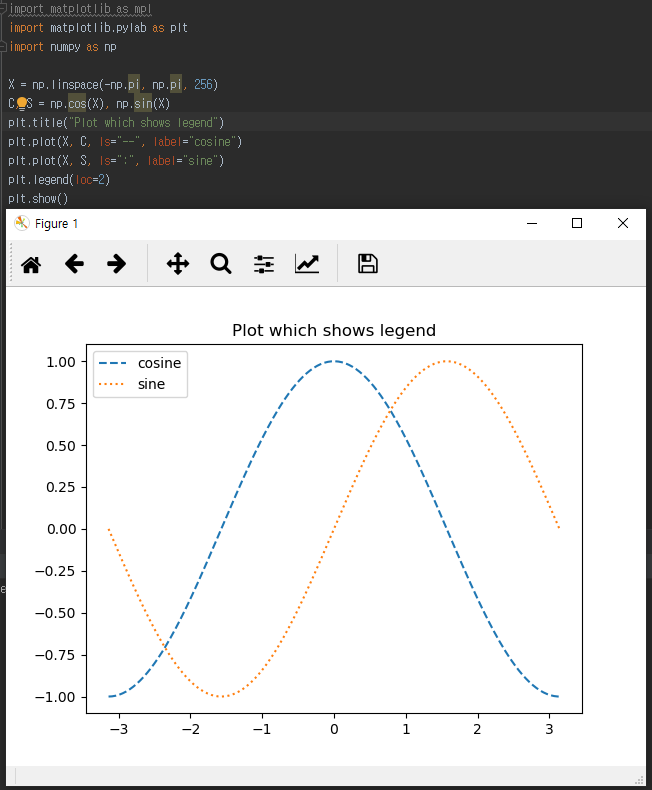 import matplotlib as mpl
import matplotlib.pylab as plt
import numpy as np
X = np.linspace(-np.pi, np.pi, 256)
C, S = np.cos(X), np.sin(X)
plt.title("Plot which shows legend")
plt.plot(X, C, ls="--", label="cosine")
plt.plot(X, S, ls=":", label="sine")
plt.legend(loc=2)
plt.show()
Figure 1
Plot which shows legend
cosine
sine
1.00
0.75
0.50
0.25
0.00
−0.25
−0.50
−0.75
−1.00
−3 −2 −1 0 1 2 3
e